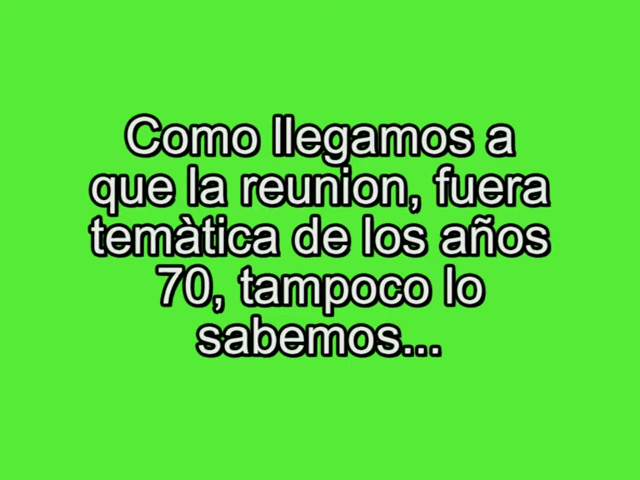 Como llegamos a
que la reunion, fuera
temàtica de los años
70, tampoco lo
sabemos...